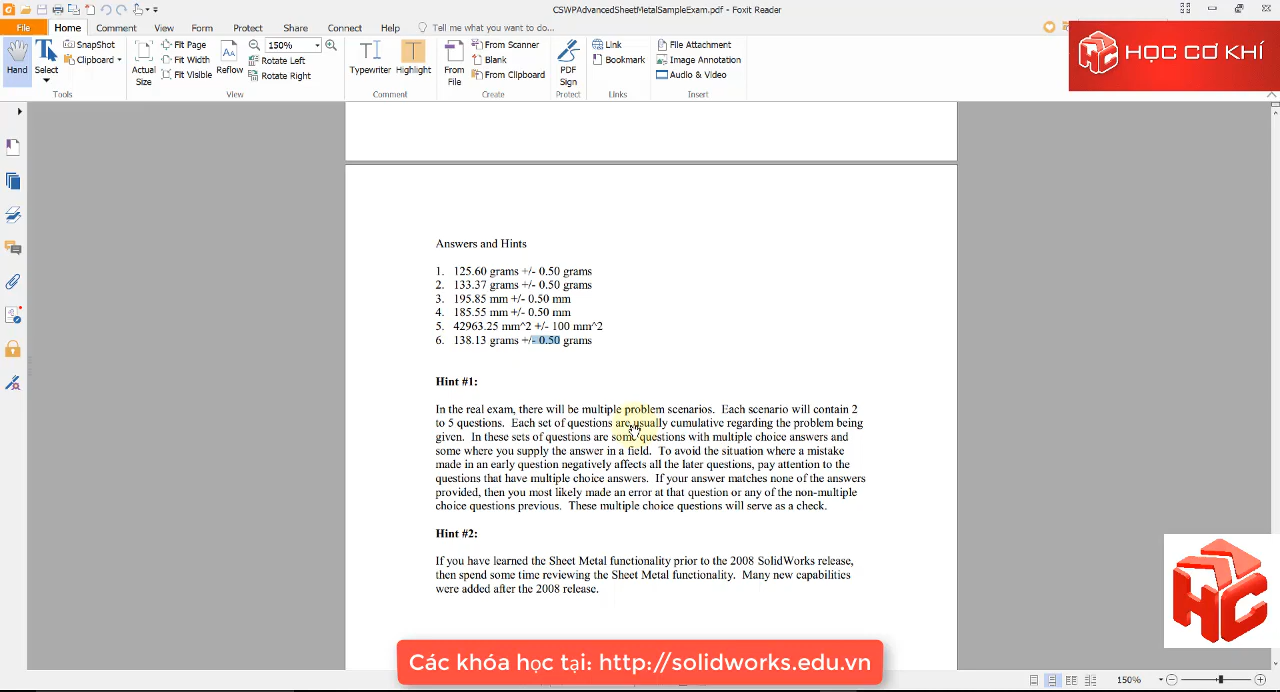 CSWPAdvancedSheetMetalSampleExam.pdf - Foxit Reader
File Home Comment View Form Protect Share Connect Help Tell me what you want to do...
Hand Select SnapShot Clipboard Actual Size Fit Page Fit Width Fit Visible Reflow 150% Rotate Left Rotate Right Typewriter Highlight From File From Scanner Blank From Clipboard PDF Sign Link Bookmark File Attachment Image Annotation Audio & Video
Tools View Comment Create Protect Links Insert
HỌC CƠ KHÍ
Answers and Hints
1. 125.60 grams +/- 0.50 grams
2. 133.37 grams +/- 0.50 grams
3. 195.85 mm +/- 0.50 mm
4. 185.55 mm +/- 0.50 mm
5. 42963.25 mm^2 +/- 100 mm^2
6. 138.13 grams +/- 0.50 grams
Hint #1:
In the real exam, there will be multiple problem scenarios. Each scenario will contain 2
to 5 questions. Each set of questions are usually cumulative regarding the problem being
given. In these sets of questions are some questions with multiple choice answers and
some where you supply the answer in a field. To avoid the situation where a mistake
made in an early question negatively affects all the later questions, pay attention to the
questions that have multiple choice answers. If your answer matches none of the answers
provided, then you most likely made an error at that question or any of the non-multiple
choice questions previous. These multiple choice questions will serve as a check.
Hint #2:
If you have learned the Sheet Metal functionality prior to the 2008 SolidWorks release,
then spend some time reviewing the Sheet Metal functionality. Many new capabilities
were added after the 2008 release.
HC
Các khóa học tại: http://solidworks.edu.vn
150%